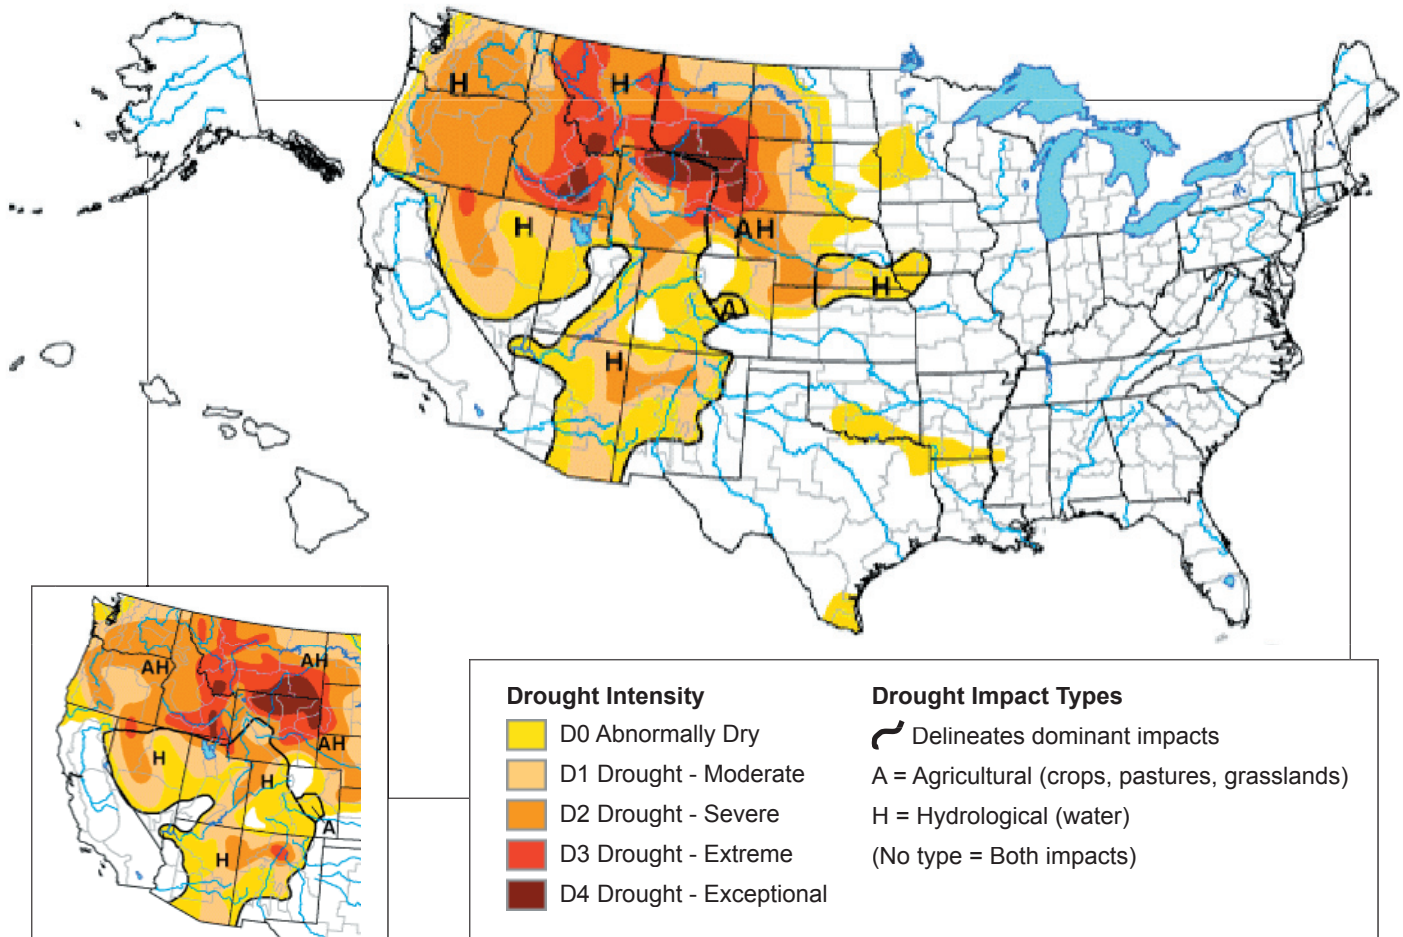 H
H
H
AH
H
A
H
AH
AH
H
AH
H
A
H
Drought Intensity
D0 Abnormally Dry
D1 Drought - Moderate
D2 Drought - Severe
D3 Drought - Extreme
D4 Drought - Exceptional
Drought Impact Types
Delineates dominant impacts
A = Agricultural (crops, pastures, grasslands)
H = Hydrological (water)
(No type = Both impacts)